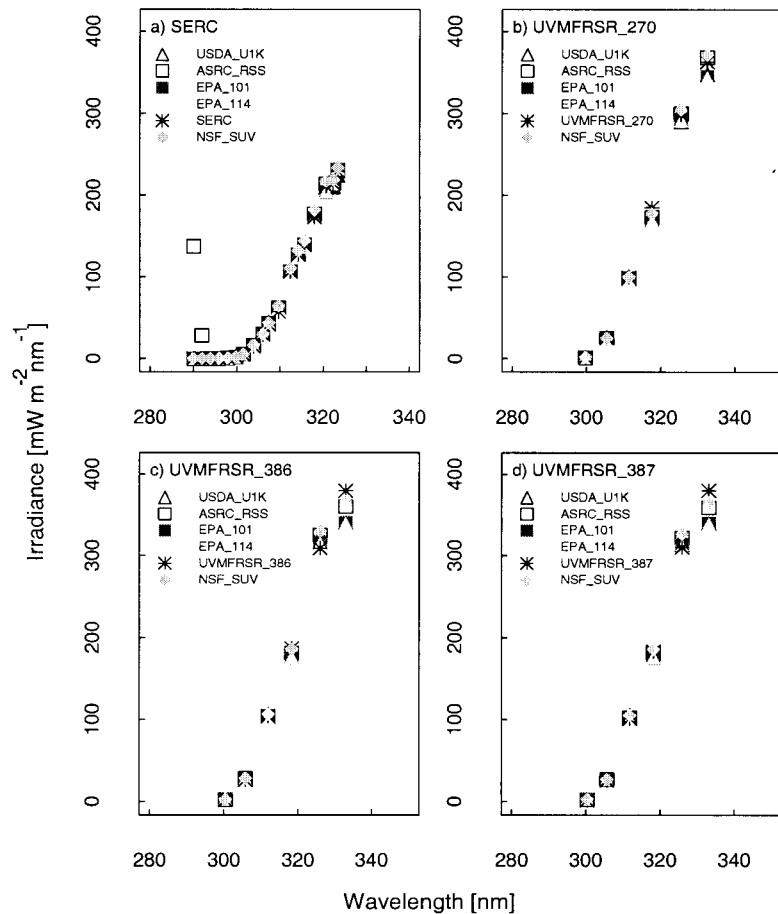 a) SERC
USDA_U1K
ASRC_RSS
EPA_101
EPA_114
SERC
NSF_SUV
400
300
200
100
0
280 300 320 340
b) UVMFRSR_270
USDA_U1K
ASRC_RSS
EPA_101
EPA_114
UVMFRSR_270
NSF_SUV
400
300
200
100
0
280 300 320 340
c) UVMFRSR_386
USDA_U1K
ASRC_RSS
EPA_101
EPA_114
UVMFRSR_386
NSF_SUV
400
300
200
100
0
280 300 320 340
d) UVMFRSR_387
USDA_U1K
ASRC_RSS
EPA_101
EPA_114
UVMFRSR_387
NSF_SUV
400
300
200
100
0
280 300 320 340
Irradiance [mW m⁻² nm⁻¹]
Wavelength [nm]